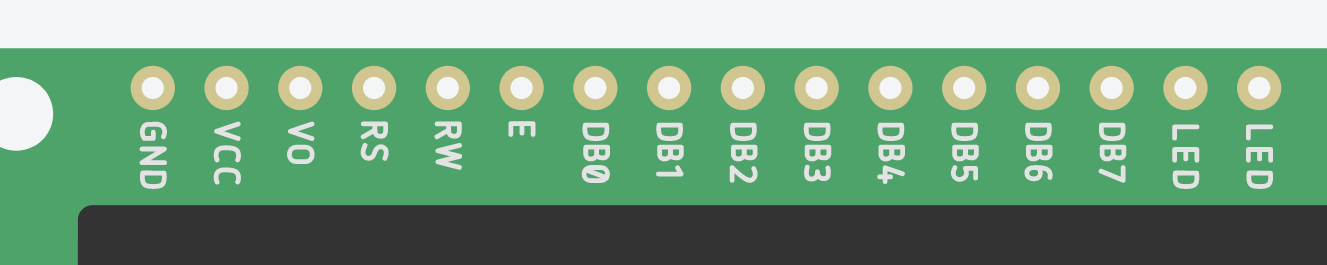 GND
VCC
VO
RS
RW
E
DB0
DB1
DB2
DB3
DB4
DB5
DB6
DB7
LED
LED